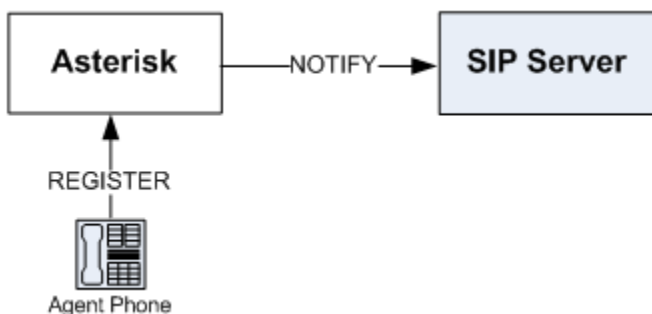 Asterisk
NOTIFY
SIP Server
REGISTER
Agent Phone